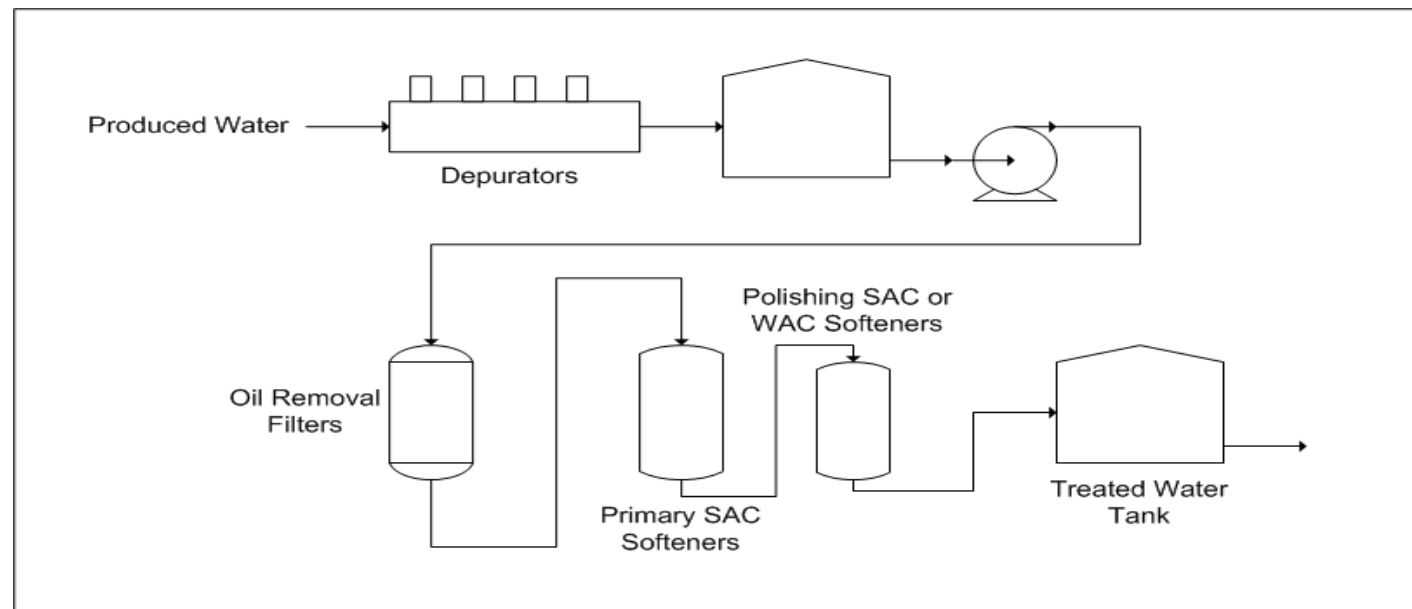 Produced Water
Depurators
Polishing SAC or
WAC Softeners
Oil Removal
Filters
Primary SAC
Softeners
Treated Water
Tank